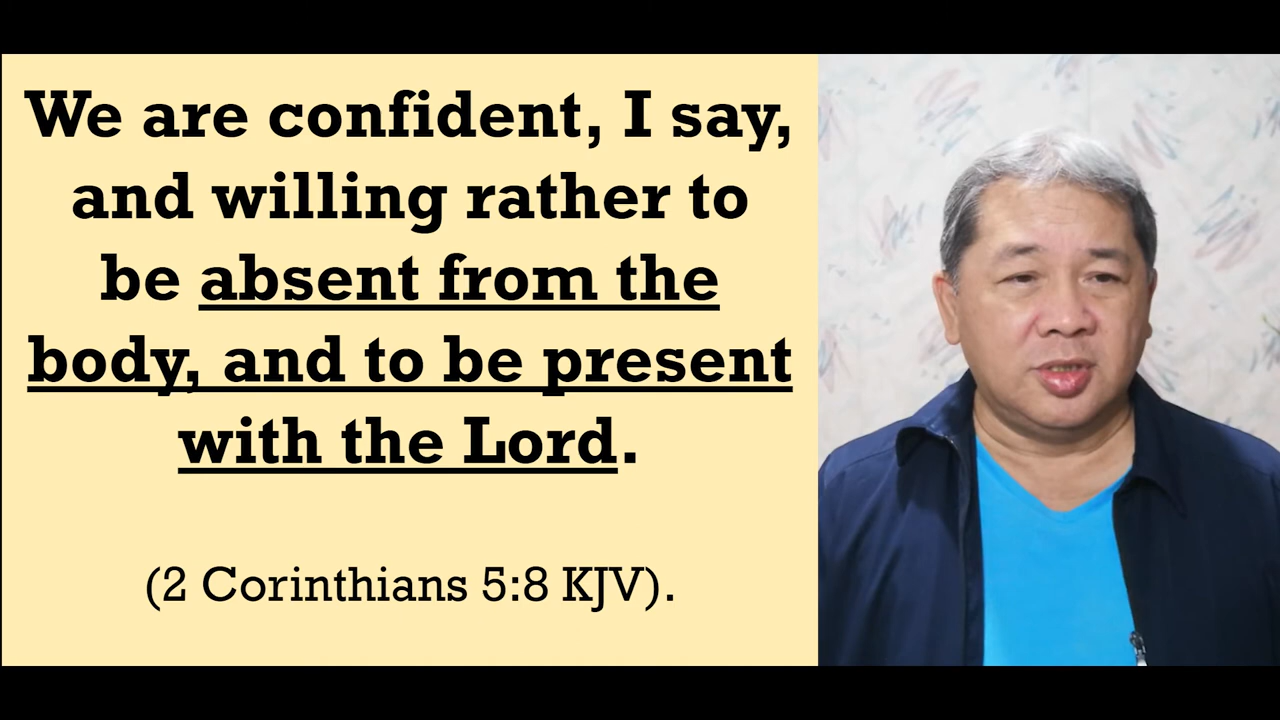 We are confident, I say,
and willing rather to
be absent from the
body, and to be present
with the Lord.
(2 Corinthians 5:8 KJV).